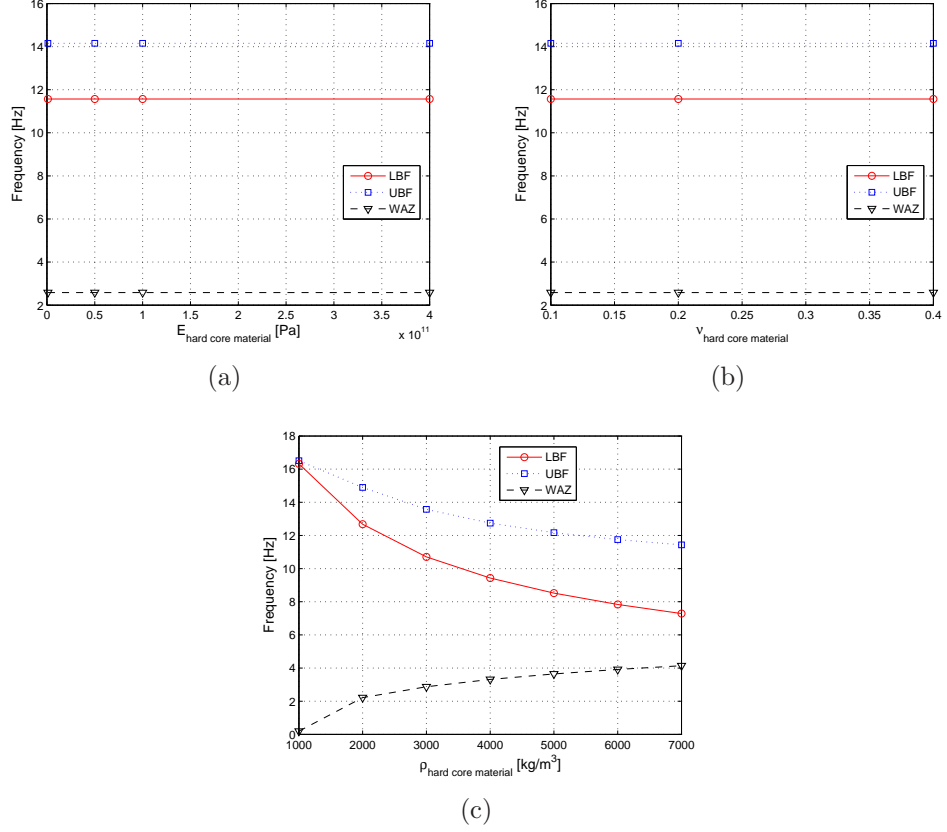 16
14
12
10
8
6
4
2
Frequency [Hz]
LBF
UBF
WAZ
0 0.5 1 1.5 2 2.5 3 3.5 4
x 10^11
E_hard core material [Pa]
(a)
16
14
12
10
8
6
4
2
Frequency [Hz]
LBF
UBF
WAZ
0.1 0.15 0.2 0.25 0.3 0.35 0.4
ν_hard core material
(b)
18
16
14
12
10
8
6
4
2
0
Frequency [Hz]
LBF
UBF
WAZ
1000 2000 3000 4000 5000 6000 7000
ρ_hard core material [kg/m^3]
(c)